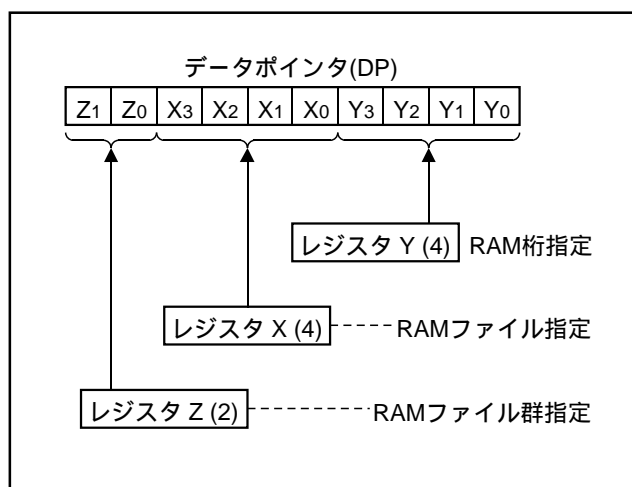 データポインタ(DP)
Z1 Z0 X3 X2 X1 X0 Y3 Y2 Y1 Y0
レジスタ Y (4) RAM桁指定
レジスタ X (4) RAMファイル指定
レジスタ Z (2) RAMファイル群指定